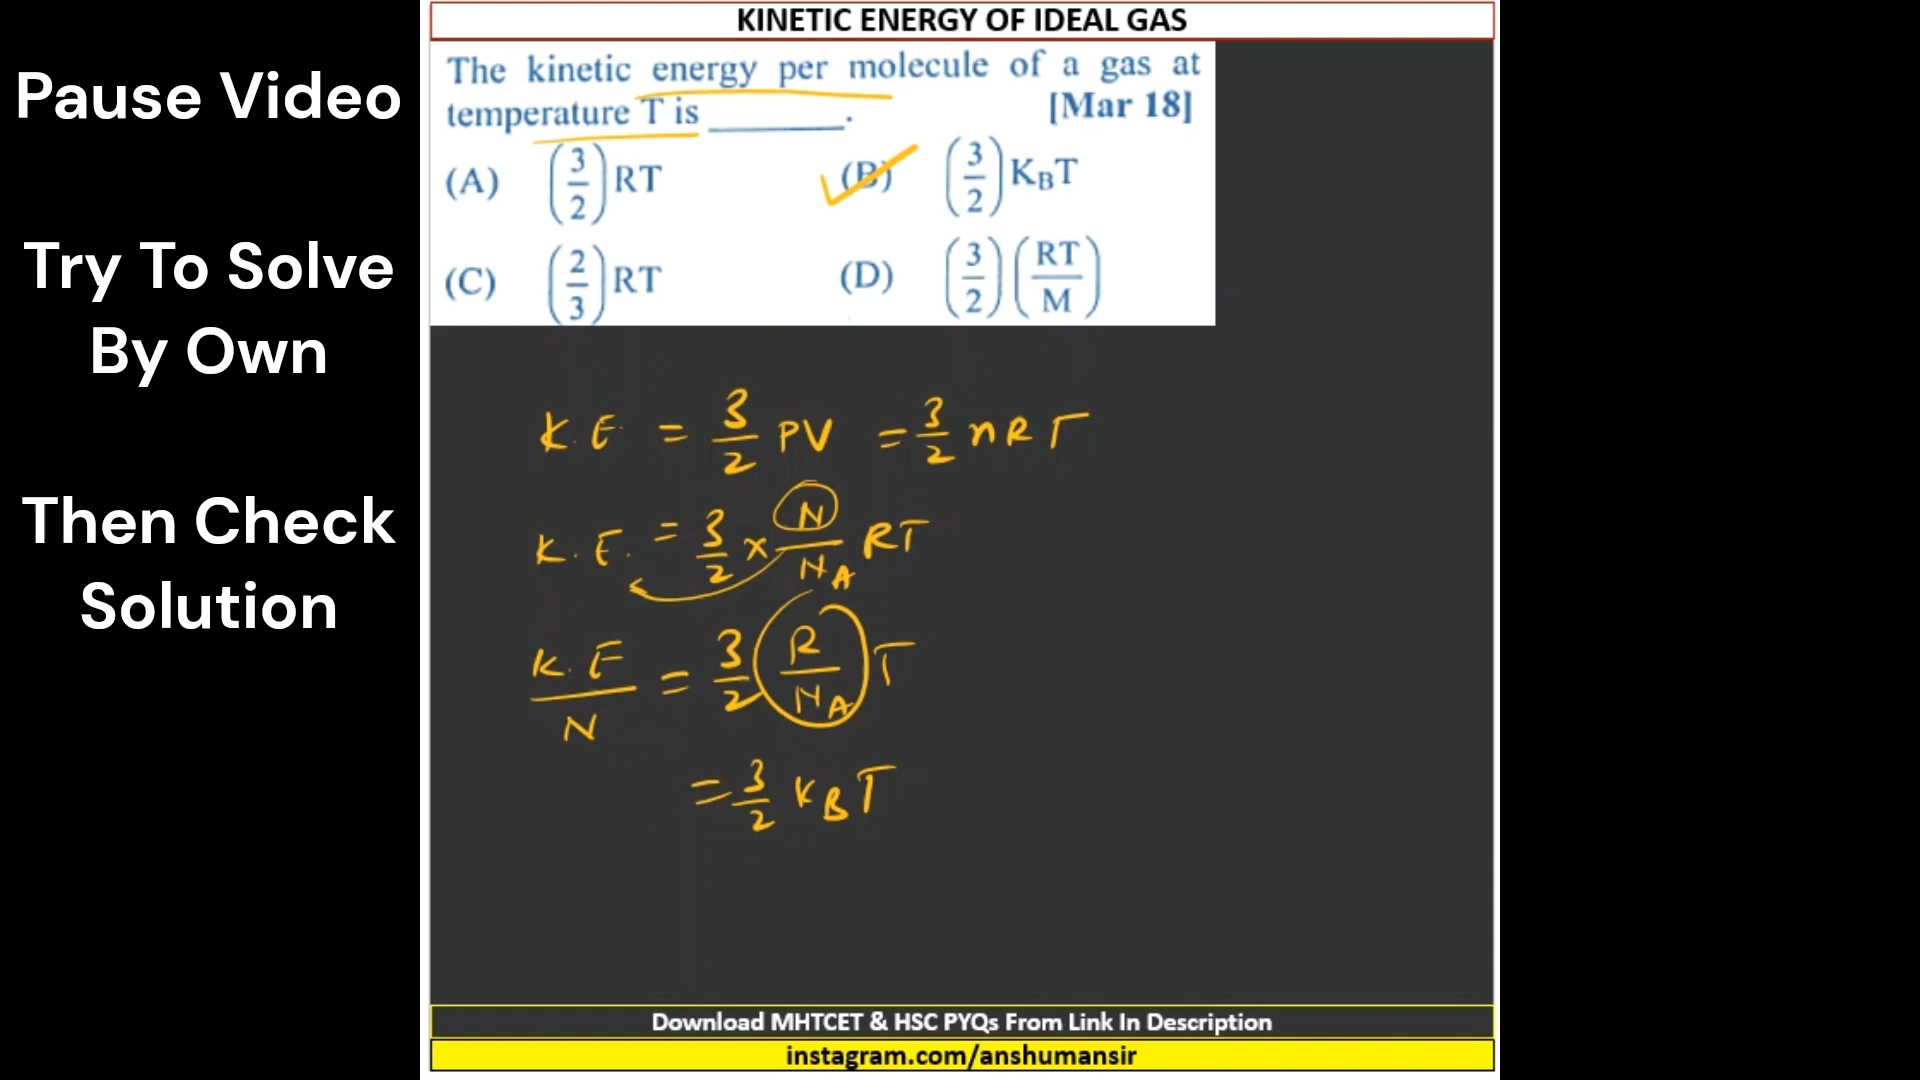 Pause Video
Try To Solve
By Own
Then Check
Solution
KINETIC ENERGY OF IDEAL GAS
The kinetic energy per molecule of a gas at
temperature T is ________. [Mar 18]
(A) (3/2) RT (B) (3/2) K_BT
(C) (2/3) RT (D) (3/2) (RT/M)
K.E. = 3/2 PV = 3/2 nRT
K.E. = 3/2 × N/N_A RT
K.E/N = 3/2 (R/N_A) T
= 3/2 K_B T
Download MHTCET & HSC PYQs From Link In Description
instagram.com/anshumansir